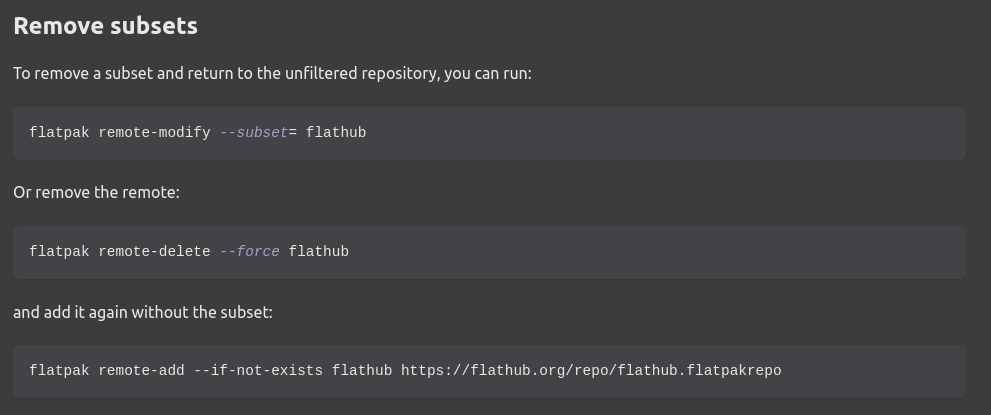 Remove subsets
To remove a subset and return to the unfiltered repository, you can run:
flatpak remote-modify --subset= flathub
Or remove the remote:
flatpak remote-delete --force flathub
and add it again without the subset:
flatpak remote-add --if-not-exists flathub https://flathub.org/repo/flathub.flatpakrepo